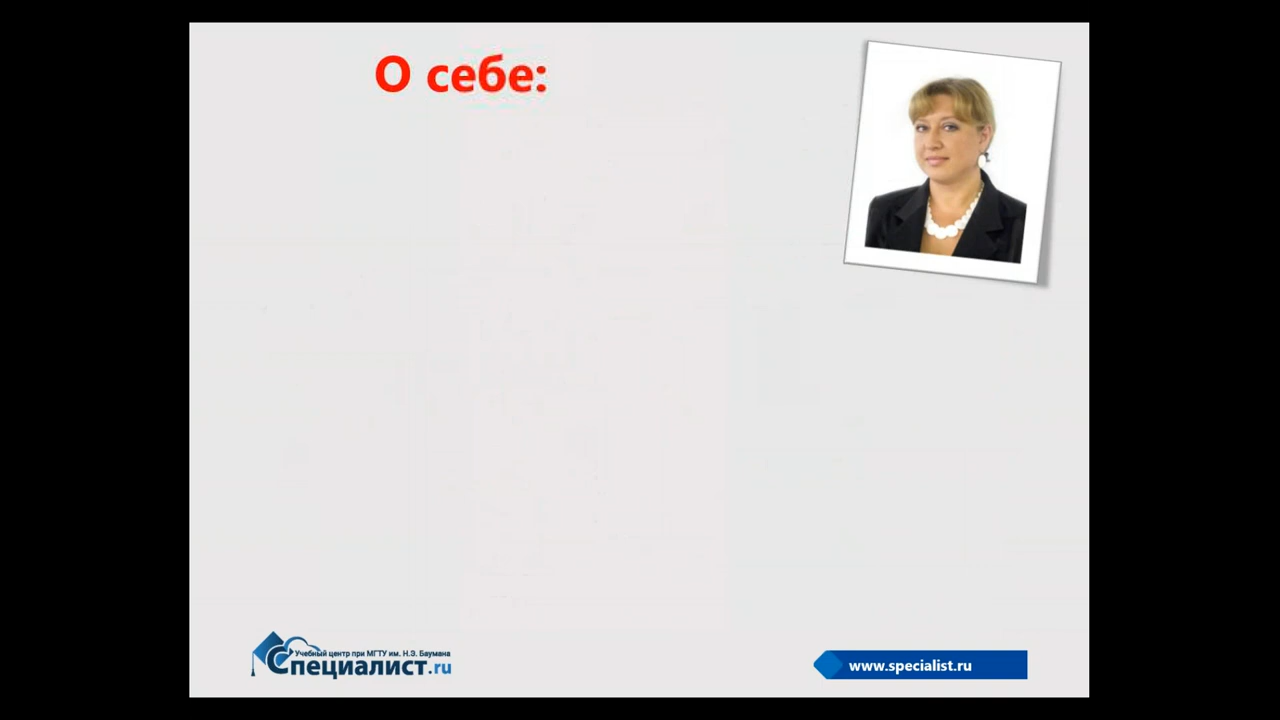 О себе:
Учебный центр при МГТУ им. Н.Э. Баумана
Специалист.ru
www.specialist.ru